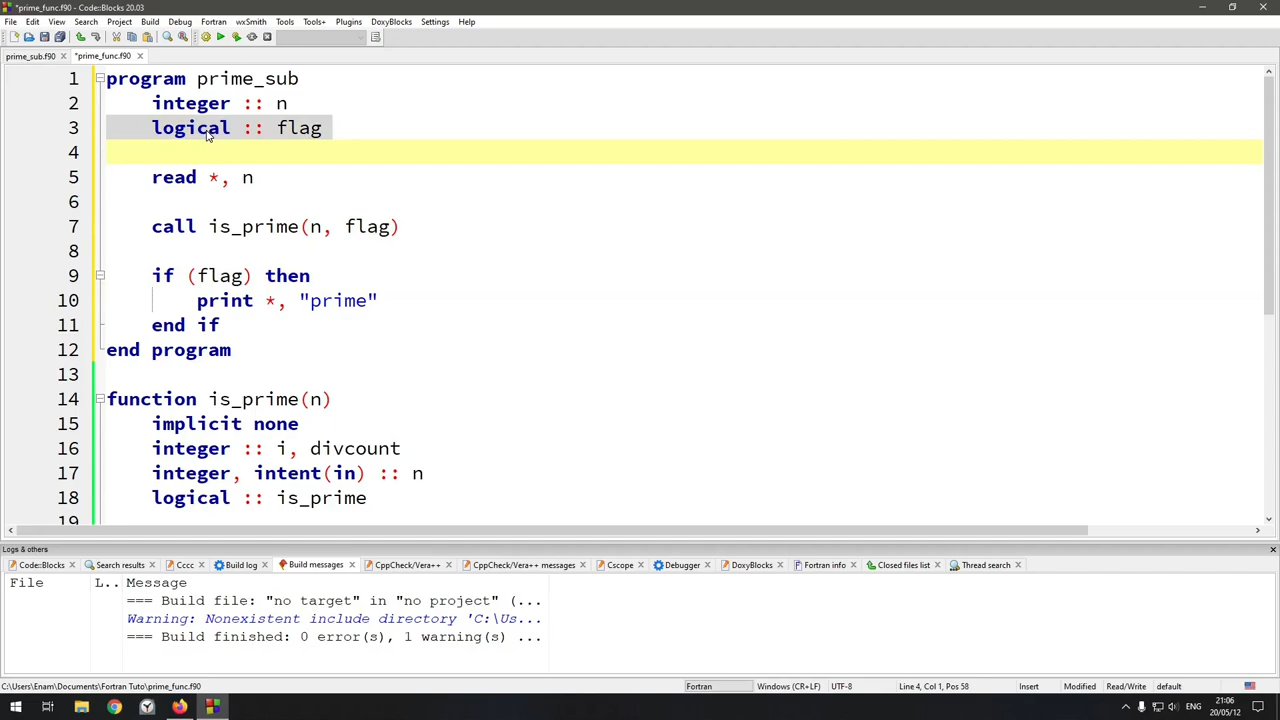 *prime_func.f90 - Code::Blocks 20.03
File Edit View Search Project Build Debug Fortran wxSmith Tools Tools+ Plugins DoxyBlocks Settings Help
prime_sub.f90 *prime_func.f90
1 program prime_sub
2 integer :: n
3 logical :: flag
4
5 read *, n
6
7 call is_prime(n, flag)
8
9 if (flag) then
10 print *, "prime"
11 end if
12 end program
13
14 function is_prime(n)
15 implicit none
16 integer :: i, divcount
17 integer, intent(in) :: n
18 logical :: is_prime
19
Logs & others
Code::Blocks Search results Cccc Build log Build messages CppCheck/Vera++ CppCheck/Vera++ messages Cscope Debugger DoxyBlocks Fortran info Closed files list Thread search
File L.. Message
=== Build file: "no target" in "no project" (...
Warning: Nonexistent include directory 'C:\Us...
=== Build finished: 0 error(s), 1 warning(s) ...
C:\Users\Enam\Documents\Fortran Tuto\prime_func.f90 Fortran Windows (CR+LF) UTF-8 Line 4, Col 1, Pos 58 Insert Modified Read/Write default
ENG
21:06
20/05/12